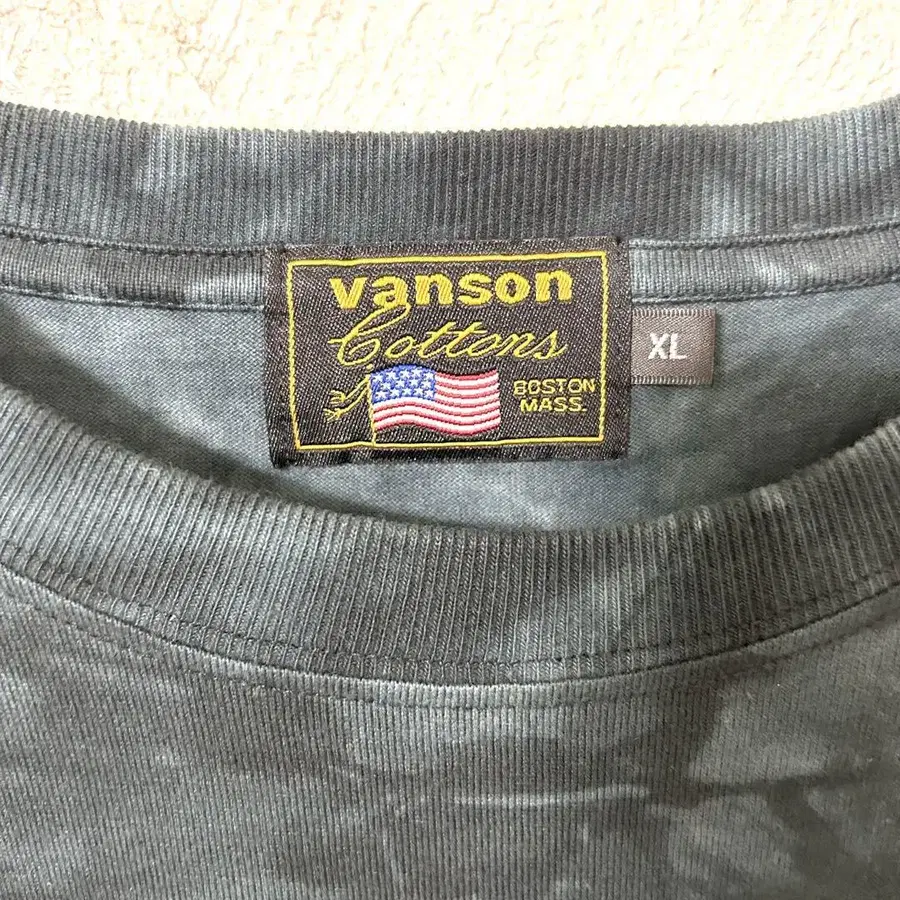 vanson
Cottons
BOSTON
MASS.
XL